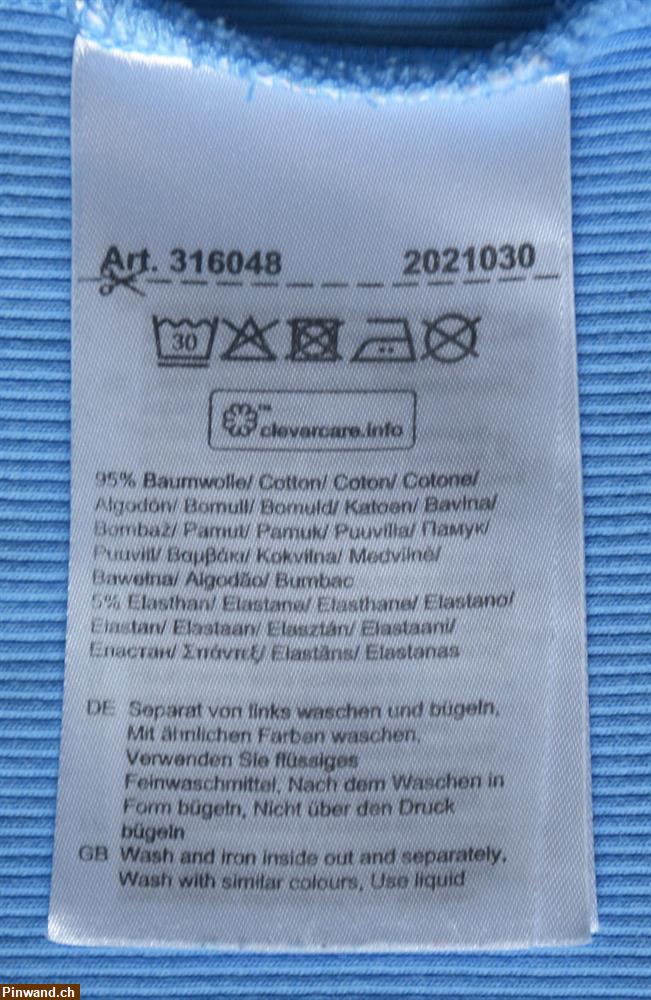 Art. 316048 2021030
30
™ clevercare.info
95% Baumwolle/ Cotton/ Coton/ Cotone/
Algodón/ Bomull/ Bomuld/ Katoen/ Bavlna/
Bombaž/ Pamut/ Pamuk/ Puuvilla/ Памук/
Puuvill/ Βαμβάκι/ Kokvilna/ Medvilnė/
Bawełna/ Algodão/ Bumbac
5% Elasthan/ Elastane/ Elasthane/ Elastano/
Elastan/ Elastaan/ Elasztán/ Elastaani/
Еластан/ Σπάντεξ/ Elastāns/ Elastanas
DE Separat von links waschen und bügeln,
Mit ähnlichen Farben waschen,
Verwenden Sie flüssiges
Feinwaschmittel, Nach dem Waschen in
Form bügeln, Nicht über den Druck
bügeln
GB Wash and iron inside out and separately,
Wash with similar colours, Use liquid
Pinwand.ch